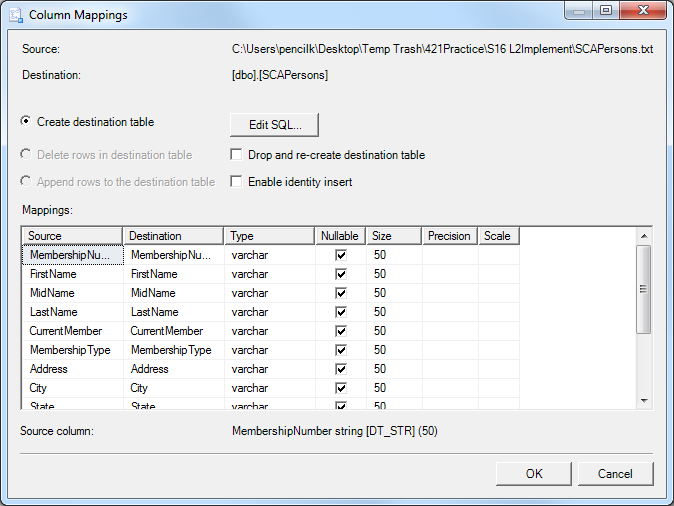 Column Mappings
Source: C:\Users\pencilk\Desktop\Temp Trash\421Practice\S16 L2Implement\SCAPersons.txt
Destination: [dbo].[SCAPersons]
Create destination table Edit SQL...
Delete rows in destination table Drop and re-create destination table
Append rows to the destination table Enable identity insert
Mappings:
Source Destination Type Nullable Size Precision Scale
MembershipNu... MembershipNu... varchar 50
FirstName FirstName varchar 50
MidName MidName varchar 50
LastName LastName varchar 50
CurrentMember CurrentMember varchar 50
MembershipType MembershipType varchar 50
Address Address varchar 50
City City varchar 50
State State varchar 50
Source column: MembershipNumber string [DT_STR] (50)
OK Cancel